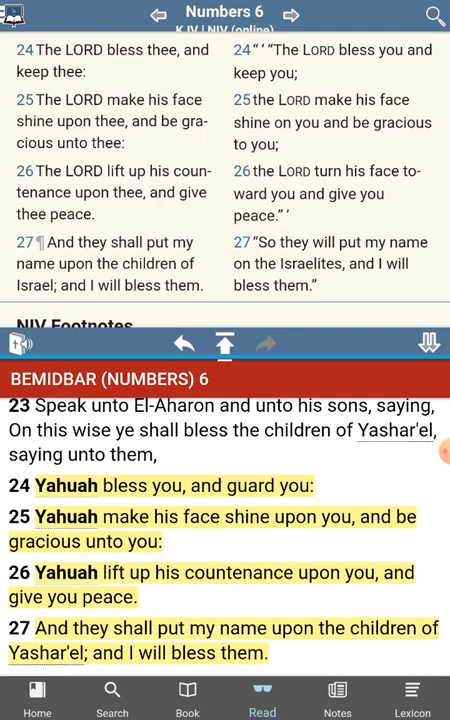 Numbers 6
KJV | NIV (online)
24 The LORD bless thee, and
keep thee:
25 The LORD make his face
shine upon thee, and be gra-
cious unto thee:
26 The LORD lift up his coun-
tenance upon thee, and give
thee peace.
27 ¶ And they shall put my
name upon the children of
Israel; and I will bless them.
24 “ ‘ “The LORD bless you and
keep you;
25 the LORD make his face
shine on you and be gracious
to you;
26 the LORD turn his face to-
ward you and give you
peace.” ’
27 “So they will put my name
on the Israelites, and I will
bless them.”
NIV Footnotes
BEMIDBAR (NUMBERS) 6
23 Speak unto El-Aharon and unto his sons, saying,
On this wise ye shall bless the children of Yashar'el,
saying unto them,
24 Yahuah bless you, and guard you:
25 Yahuah make his face shine upon you, and be
gracious unto you:
26 Yahuah lift up his countenance upon you, and
give you peace.
27 And they shall put my name upon the children of
Yashar'el; and I will bless them.
Home Search Book Read Notes Lexicon